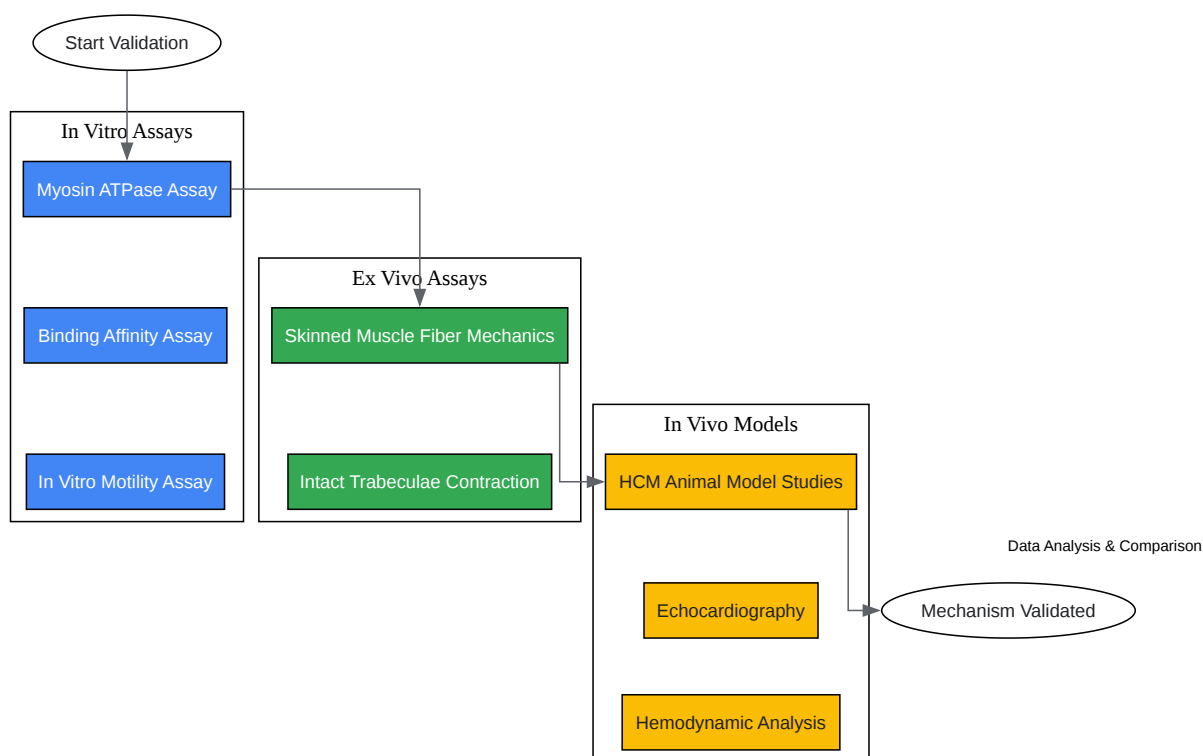 Start Validation
In Vitro Assays
Myosin ATPase Assay
Binding Affinity Assay
In Vitro Motility Assay
Ex Vivo Assays
Skinned Muscle Fiber Mechanics
Intact Trabeculae Contraction
In Vivo Models
HCM Animal Model Studies
Echocardiography
Hemodynamic Analysis
Data Analysis & Comparison
Mechanism Validated